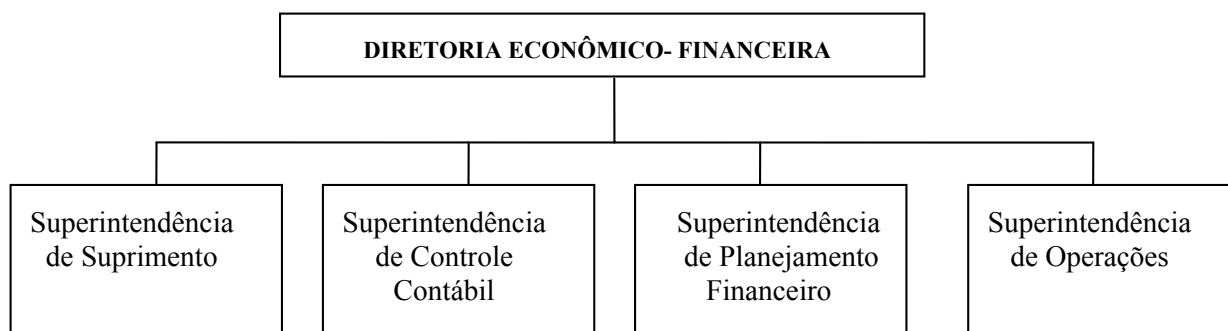 DIRETORIA ECONÔMICO- FINANCEIRA
Superintendência
de Suprimento
Superintendência
de Controle
Contábil
Superintendência
de Planejamento
Financeiro
Superintendência
de Operações